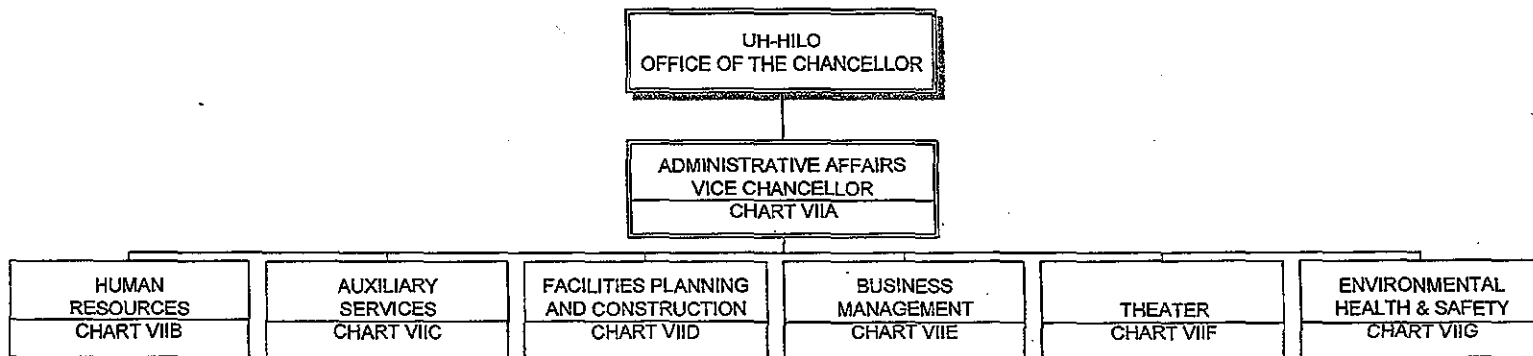 UH-HILO
OFFICE OF THE CHANCELLOR
ADMINISTRATIVE AFFAIRS
VICE CHANCELLOR
CHART VIIA
HUMAN
RESOURCES
CHART VIIB
AUXILIARY
SERVICES
CHART VIIC
FACILITIES PLANNING
AND CONSTRUCTION
CHART VIID
BUSINESS
MANAGEMENT
CHART VIIE
THEATER
CHART VIIF
ENVIRONMENTAL
HEALTH & SAFETY
CHART VIIG